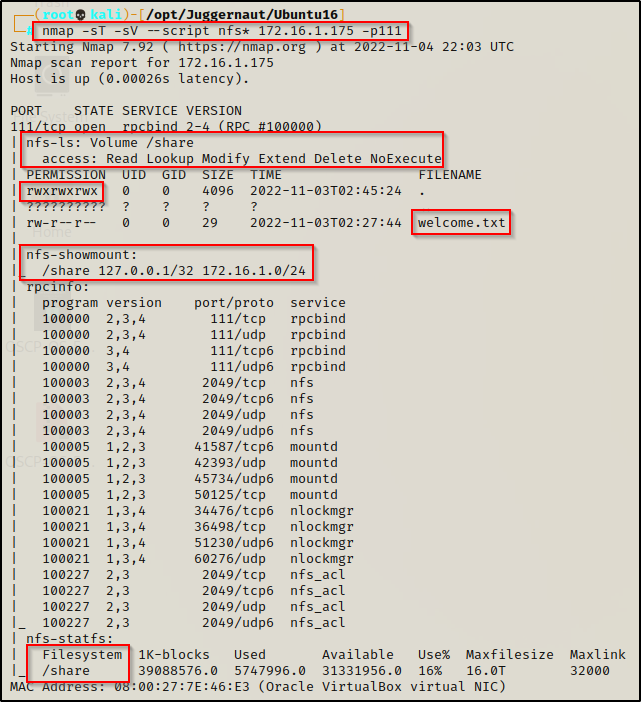 (root💀kali)-[/opt/Juggernaut/Ubuntu16]
# nmap -sT -sV --script nfs* 172.16.1.175 -p111
Starting Nmap 7.92 ( https://nmap.org ) at 2022-11-04 22:03 UTC
Nmap scan report for 172.16.1.175
Host is up (0.00026s latency).

PORT    STATE SERVICE VERSION
111/tcp open  rpcbind 2-4 (RPC #100000)
| nfs-ls: Volume /share
|   access: Read Lookup Modify Extend Delete NoExecute
| PERMISSION  UID  GID  SIZE  TIME                 FILENAME
| rwxrwxrwx   0    0    4096  2022-11-03T02:45:24  .
| ??????????  ?    ?    ?     ?
| rw-r--r--   0    0    29    2022-11-03T02:27:44  welcome.txt
|
| nfs-showmount:
|_  /share 127.0.0.1/32 172.16.1.0/24
| rpcinfo:
|   program version    port/proto  service
|   100000  2,3,4        111/tcp   rpcbind
|   100000  2,3,4        111/udp   rpcbind
|   100000  3,4          111/tcp6  rpcbind
|   100000  3,4          111/udp6  rpcbind
|   100003  2,3,4       2049/tcp   nfs
|   100003  2,3,4       2049/tcp6  nfs
|   100003  2,3,4       2049/udp   nfs
|   100003  2,3,4       2049/udp6  nfs
|   100005  1,2,3      41587/tcp6  mountd
|   100005  1,2,3      42393/udp   mountd
|   100005  1,2,3      45734/udp6  mountd
|   100005  1,2,3      50125/tcp   mountd
|   100021  1,3,4      34476/tcp6  nlockmgr
|   100021  1,3,4      36498/tcp   nlockmgr
|   100021  1,3,4      51230/udp6  nlockmgr
|   100021  1,3,4      60276/udp   nlockmgr
|   100227  2,3         2049/tcp   nfs_acl
|   100227  2,3         2049/tcp6  nfs_acl
|   100227  2,3         2049/udp   nfs_acl
|_  100227  2,3         2049/udp6  nfs_acl
| nfs-statfs:
|   Filesystem  1K-blocks   Used       Available   Use%  Maxfilesize  Maxlink
|_  /share      39088576.0  5747996.0  31331956.0  16%   16.0T        32000
MAC Address: 08:00:27:7E:46:E3 (Oracle VirtualBox virtual NIC)